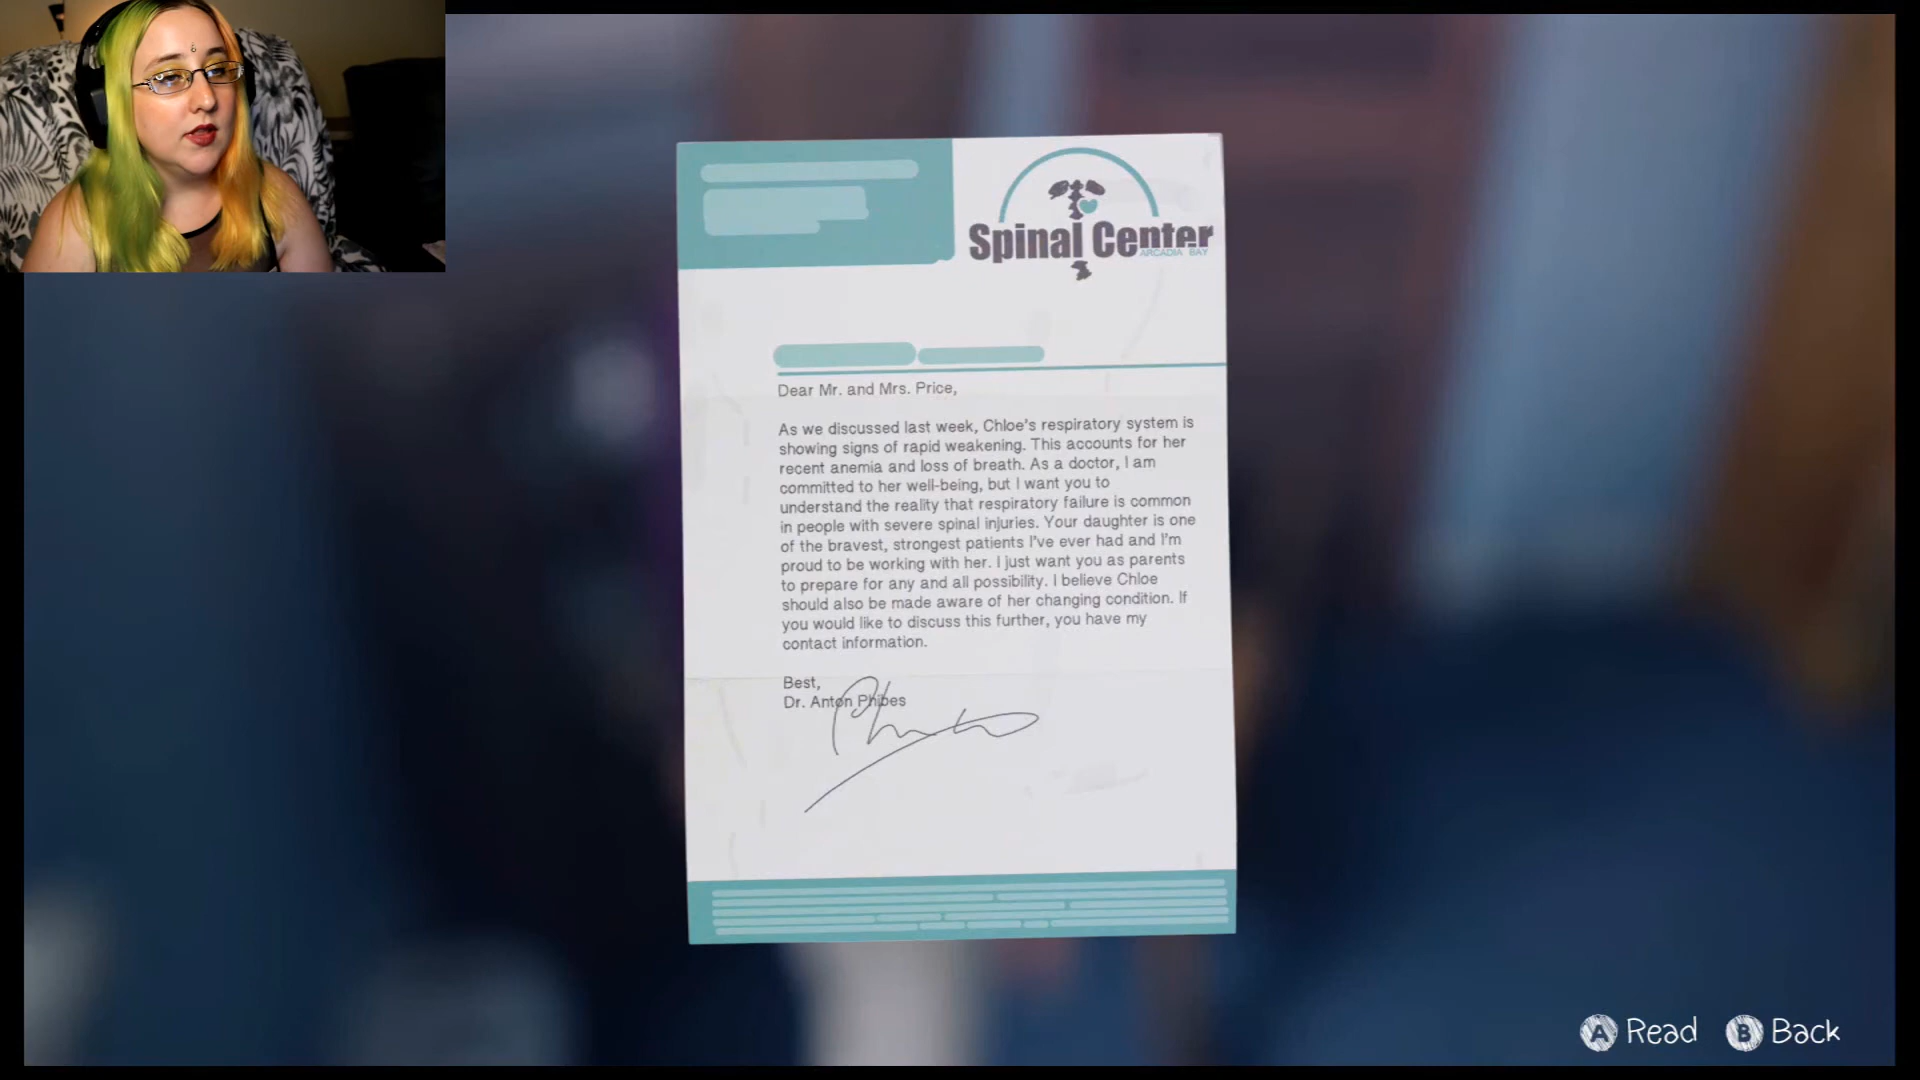 Spinal Center
ARCADIA BAY
Dear Mr. and Mrs. Price,
As we discussed last week, Chloe's respiratory system is
showing signs of rapid weakening. This accounts for her
recent anemia and loss of breath. As a doctor, I am
committed to her well-being, but I want you to
understand the reality that respiratory failure is common
in people with severe spinal injuries. Your daughter is one
of the bravest, strongest patients I've ever had and I'm
proud to be working with her. I just want you as parents
to prepare for any and all possibility. I believe Chloe
should also be made aware of her changing condition. If
you would like to discuss this further, you have my
contact information.
Best,
Dr. Anton Phibes
A Read B Back